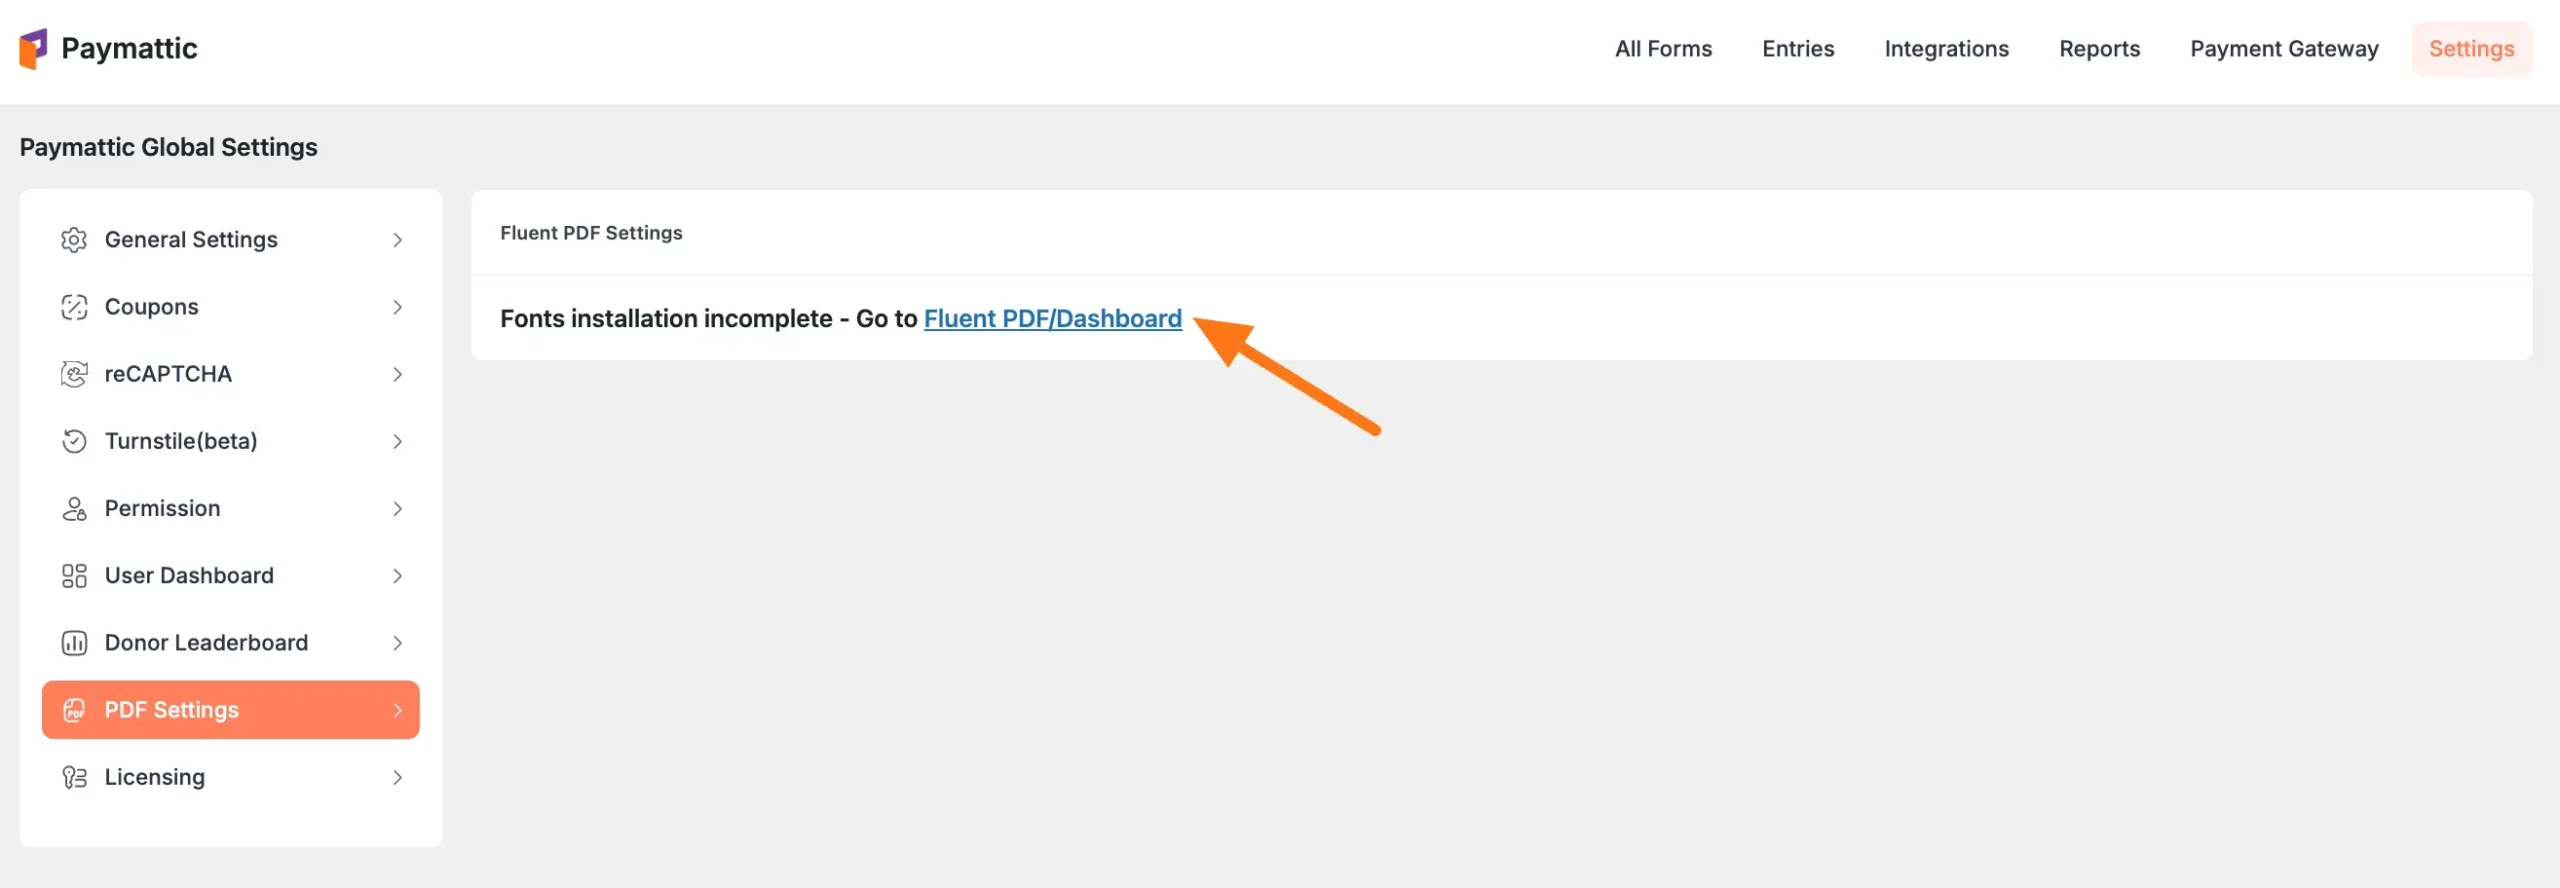 Paymattic
All Forms
Entries
Integrations
Reports
Payment Gateway
Settings
Paymattic Global Settings
General Settings
Coupons
reCAPTCHA
Turnstile(beta)
Permission
User Dashboard
Donor Leaderboard
PDF Settings
Licensing
Fluent PDF Settings
Fonts installation incomplete - Go to Fluent PDF/Dashboard